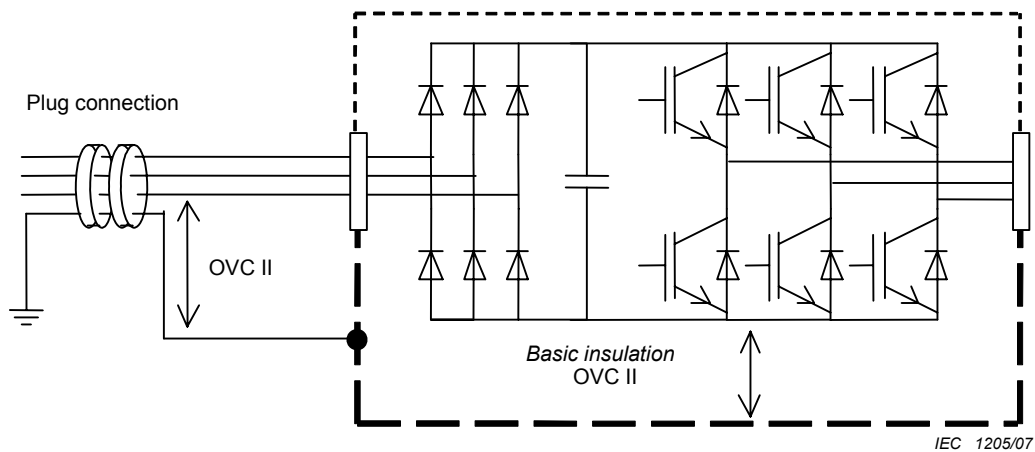 Plug connection
OVC II
Basic insulation
OVC II
IEC 1205/07